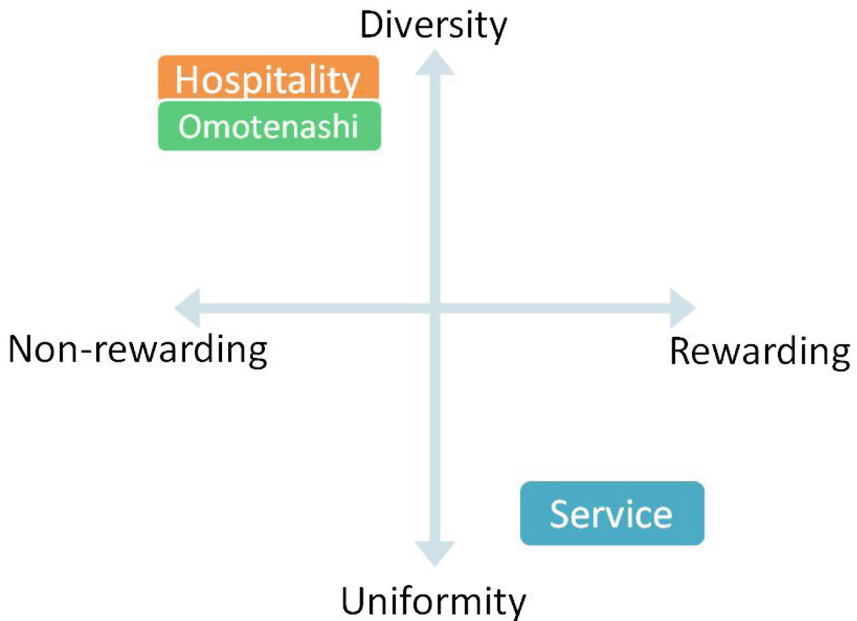 Diversity
Hospitality
Omotenashi
Non-rewarding
Rewarding
Service
Uniformity